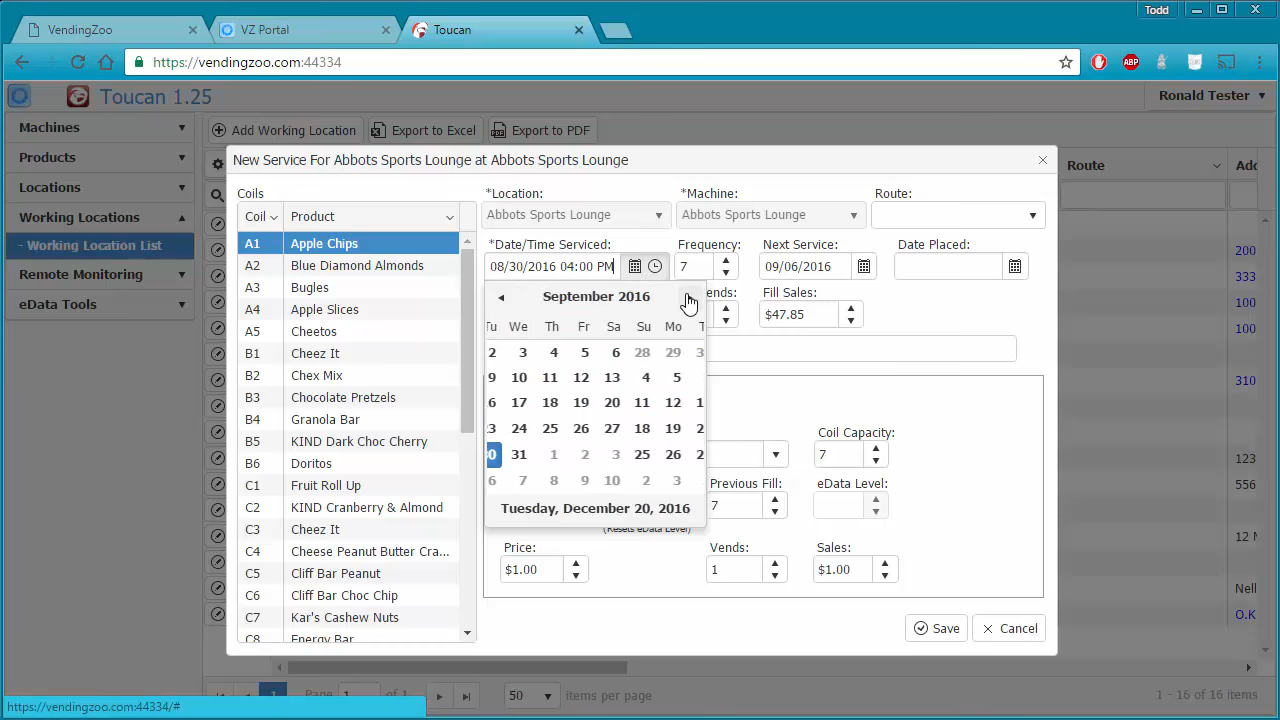 Todd
VendingZoo
VZ Portal
Toucan
https://vendingzoo.com:44334
ABP
Toucan 1.25
Ronald Tester
Machines
Products
Locations
Working Locations
- Working Location List
Remote Monitoring
eData Tools
Add Working Location
Export to Excel
Export to PDF
Route
Add
New Service For Abbots Sports Lounge at Abbots Sports Lounge
Coils
Coil Product
A1 Apple Chips
A2 Blue Diamond Almonds
A3 Bugles
A4 Apple Slices
A5 Cheetos
B1 Cheez It
B2 Chex Mix
B3 Chocolate Pretzels
B4 Granola Bar
B5 KIND Dark Choc Cherry
B6 Doritos
C1 Fruit Roll Up
C2 KIND Cranberry & Almond
C3 Cheez It
C4 Cheese Peanut Butter Cra...
C5 Cliff Bar Peanut
C6 Cliff Bar Choc Chip
C7 Kar's Cashew Nuts
C8 Energy Bar
*Location: *Machine: Route:
Abbots Sports Lounge Abbots Sports Lounge
*Date/Time Serviced: Frequency: Next Service: Date Placed:
08/30/2016 04:00 PM 7 09/06/2016
ends: Fill Sales:
$47.85
September 2016
Tu We Th Fr Sa Su Mo T
2 3 4 5 6 28 29 3
9 10 11 12 13 4 5
6 17 18 19 20 11 12 1
23 24 25 26 27 18 19 2
30 31 1 2 3 25 26 2
6 7 8 9 10 2 3
Tuesday, December 20, 2016
Coil Capacity:
7
Previous Fill: eData Level:
7
(Resets eData Level)
Price: Vends: Sales:
$1.00 1 $1.00
Save Cancel
200
333
100
100
310
123
556
12 N
Nell
O.K
1 Page 1 of 1 50 items per page 1 - 16 of 16 items
https://vendingzoo.com:44334/#